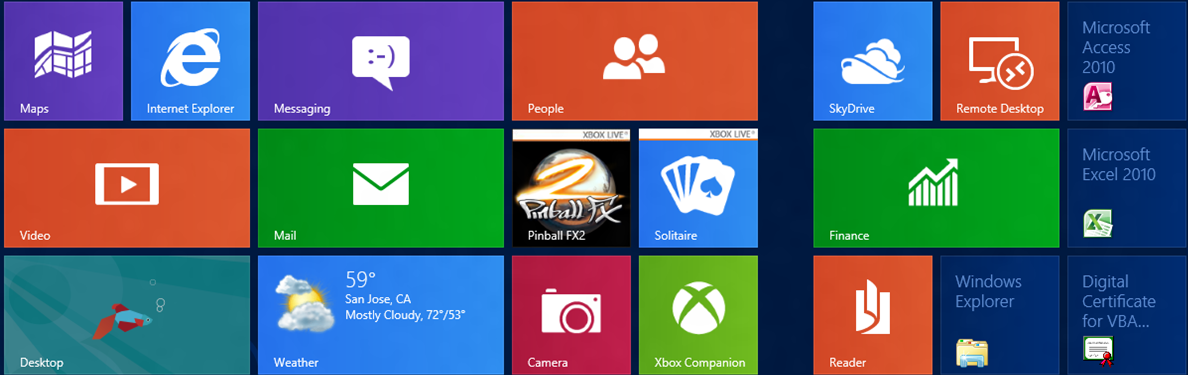 Maps
Internet Explorer
Messaging
:-)
People
SkyDrive
Remote Desktop
Microsoft
Access
2010
A
Video
Mail
XBOX LIVE
2
Pinball FX
Pinball FX2
XBOX LIVE
Solitaire
Finance
Microsoft
Excel 2010
X
Desktop
59°
San Jose, CA
Mostly Cloudy, 72°/53°
Weather
Camera
Xbox Companion
Reader
Windows
Explorer
Digital
Certificate
for VBA...